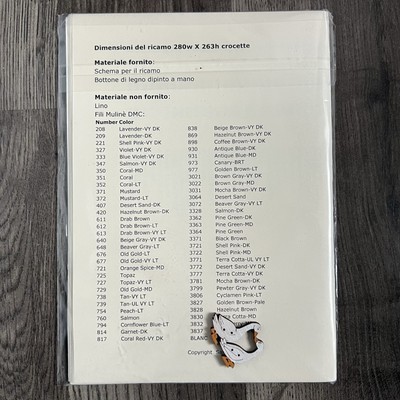 Dimensioni del ricamo 280w X 263h crocette
Materiale fornito:
Schema per il ricamo
Bottone di legno dipinto a mano
Materiale non fornito:
Lino
Fili Mulinè DMC:
Number Color
208 Lavender-VY DK
209 Lavender-DK
221 Shell Pink-VY DK
327 Violet-VY DK
333 Blue Violet-VY DK
347 Salmon-VY DK
350 Coral-MD
351 Coral
352 Coral-LT
371 Mustard
372 Mustard-LT
407 Desert Sand-DK
420 Hazelnut Brown-DK
611 Drab Brown
612 Drab Brown-LT
613 Drab Brown-VY LT
640 Beige Gray-VY DK
648 Beaver Gray-LT
676 Old Gold-LT
677 Old Gold-VY LT
721 Orange Spice-MD
725 Topaz
727 Topaz-VY LT
729 Old Gold-MD
738 Tan-VY LT
739 Tan-UL VY LT
754 Peach-LT
760 Salmon
794 Cornflower Blue-LT
814 Garnet-DK
817 Coral Red-VY DK
838 Beige Brown-VY DK
869 Hazelnut Brown-VY DK
898 Coffee Brown-VY DK
930 Antique Blue-DK
931 Antique Blue-MD
973 Canary-BRT
977 Golden Brown-LT
3021 Brown Gray-VY DK
3022 Brown Gray-MD
3031 Mocha Brown-VY DK
3064 Desert Sand
3072 Beaver Gray-VY LT
3328 Salmon-DK
3362 Pine Green-DK
3363 Pine Green-MD
3364 Pine Green
3371 Black Brown
3721 Shell Pink-DK
3722 Shell Pink-MD
3771 Terra Cotta-UL VY LT
3772 Desert Sand-VY DK
3777 Terra Cotta-VY DK
3781 Mocha Brown-DK
3799 Pewter Gray-VY DK
3806 Cyclamen Pink-LT
3827 Golden Brown-Pale
3828 Hazelnut Brown
3830 Terra Cotta
3832
3837
BLANC
Copyright